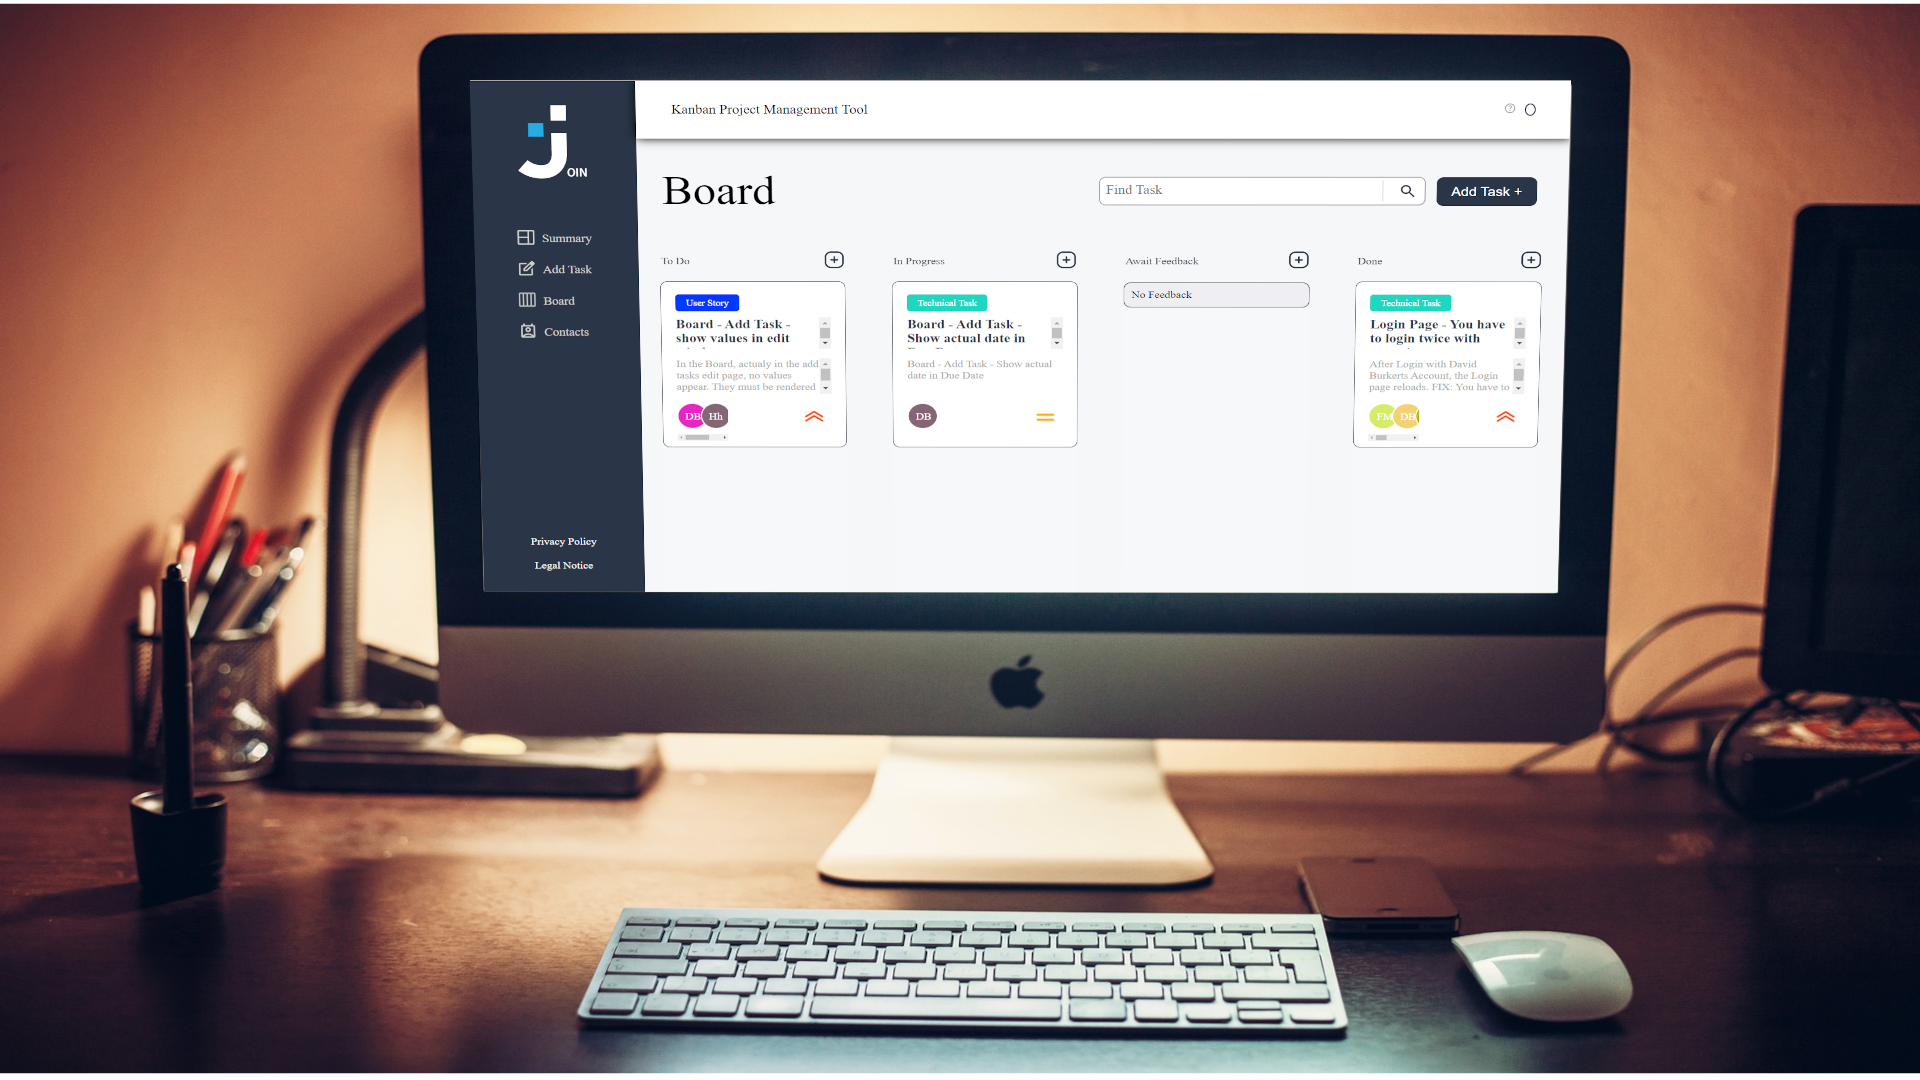 OIN
Summary
Add Task
Board
Contacts
Privacy Policy
Legal Notice
Kanban Project Management Tool
Board
Find Task
Add Task +
To Do
User Story
Board - Add Task -
show values in edit
In the Board, actualy in the add
tasks edit page, no values
appear. They must be rendered
DB
Hh
In Progress
Technical Task
Board - Add Task -
Show actual date in
Board - Add Task - Show actual
date in Due Date
DB
Await Feedback
No Feedback
Done
Technical Task
Login Page - You have
to login twice with
After Login with David
Burkerts Account, the Login
page reloads. FIX: You have to
FM
DB